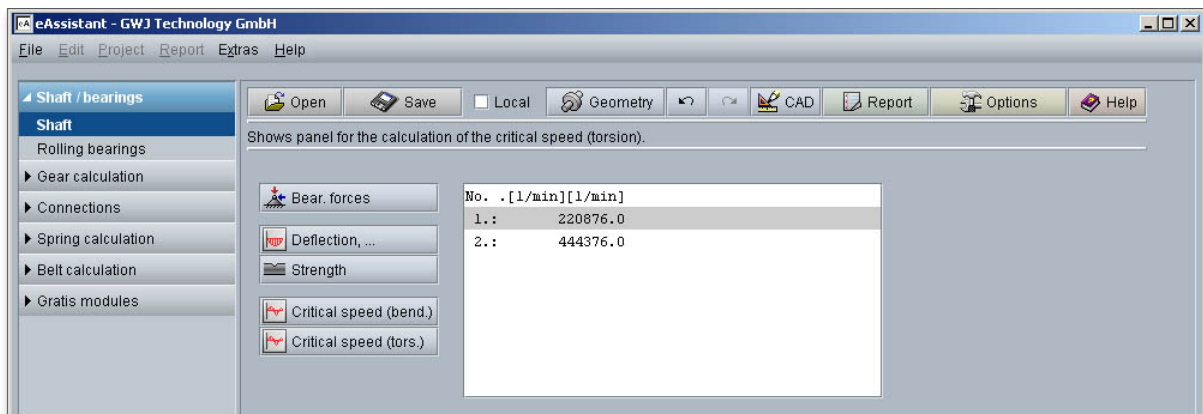 eAssistant - GWJ Technology GmbH
File Edit Project Report Extras Help
Shaft / bearings
Shaft
Rolling bearings
Gear calculation
Connections
Spring calculation
Belt calculation
Gratis modules
Open Save Local Geometry CAD Report Options Help
Shows panel for the calculation of the critical speed (torsion).
Bear. forces
Deflection, ...
Strength
Critical speed (bend.)
Critical speed (tors.)
No. .[1/min][1/min]
1.: 220876.0
2.: 444376.0